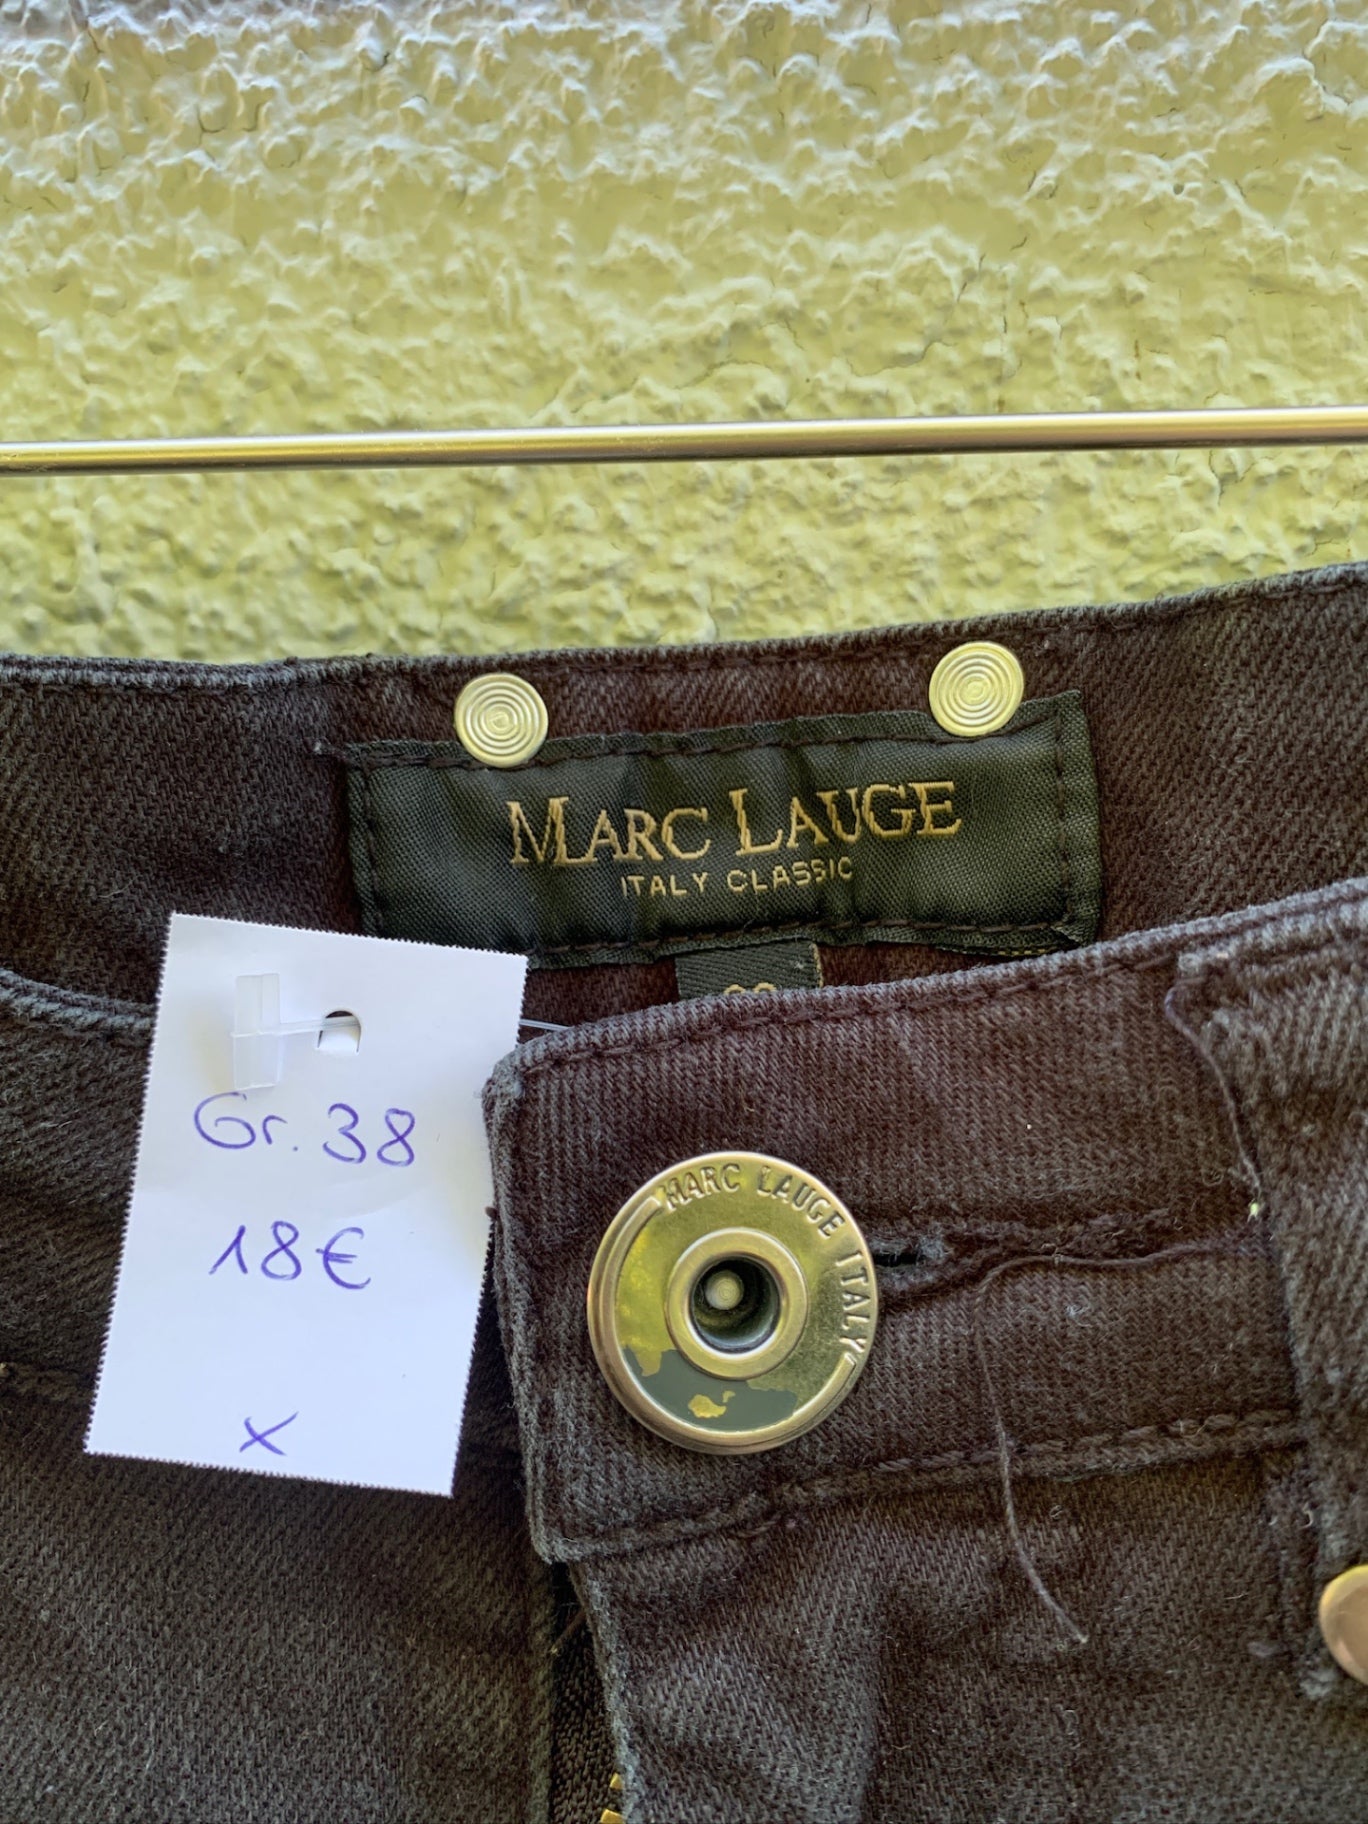 MARC LAUGE
ITALY CLASSIC
Gr. 38
18€
x
MARC LAUGE ITALY